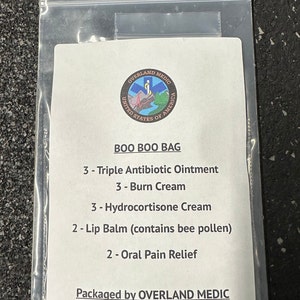 OVERLAND MEDIC
UNITED STATES OF AMERICA
BOO BOO BAG
3 - Triple Antibiotic Ointment
3 - Burn Cream
3 - Hydrocortisone Cream
2 - Lip Balm (contains bee pollen)
2 - Oral Pain Relief
Packaged by OVERLAND MEDIC